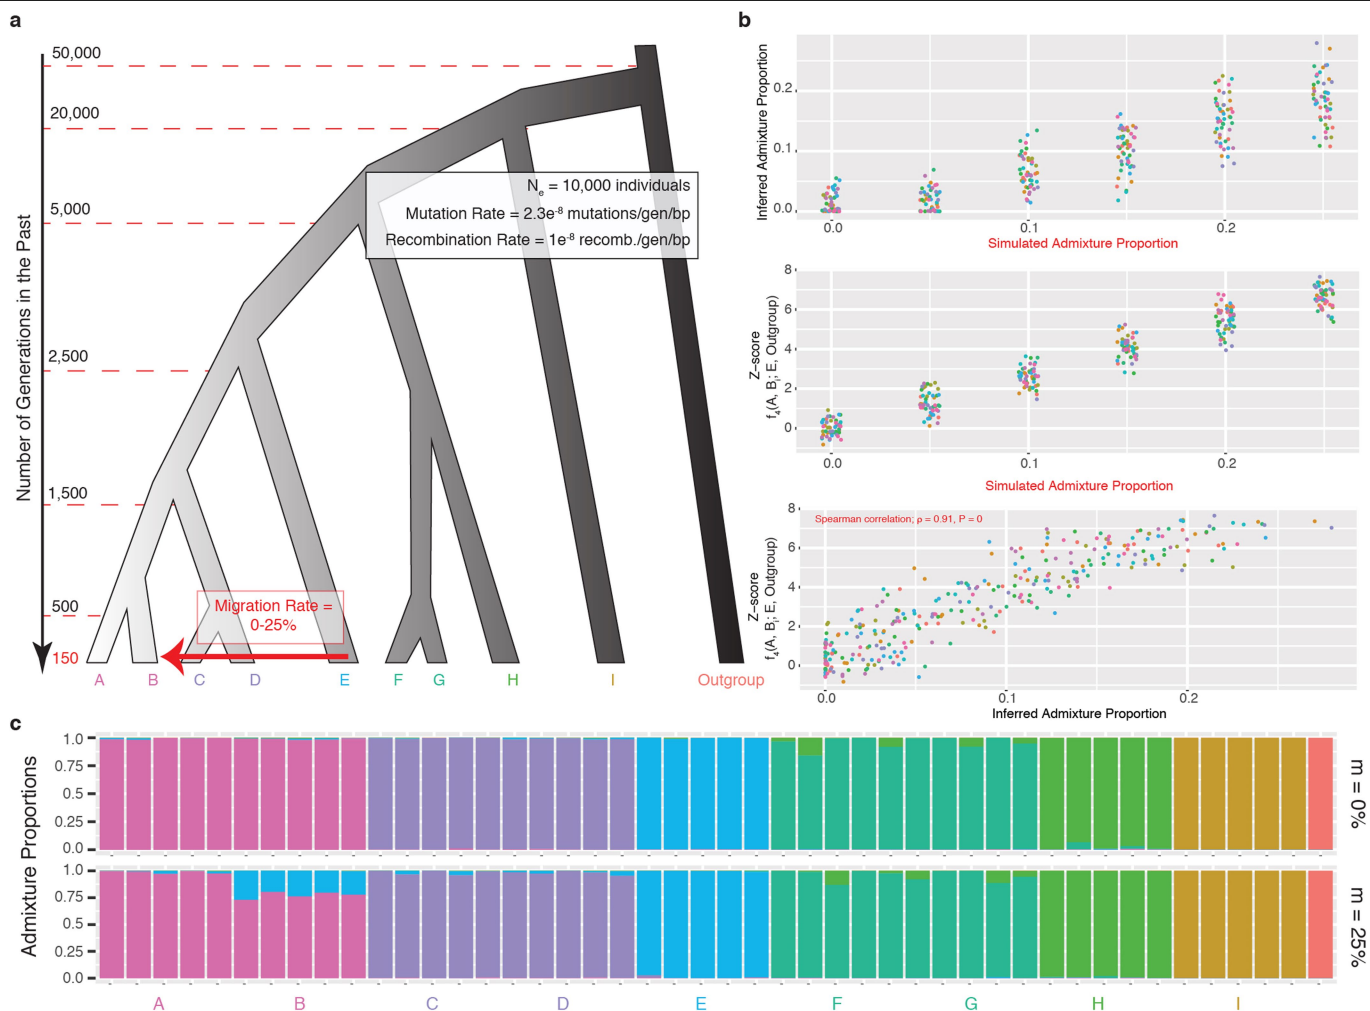 a
50,000
20,000
5,000
2,500
1,500
500
150
Number of Generations in the Past
Ne = 10,000 individuals
Mutation Rate = 2.3e-8 mutations/gen/bp
Recombination Rate = 1e-8 recomb./gen/bp
Migration Rate =
0-25%
A B C D E F G H I Outgroup
b
Inferred Admixture Proportion
0.2
0.1
0.0
0.0 0.1 0.2
Simulated Admixture Proportion
Z−score
f4(A, Bi; E, Outgroup)
8
6
4
2
0
0.0 0.1 0.2
Simulated Admixture Proportion
Z−score
f4(A, Bi; E, Outgroup)
8
6
4
2
0
Spearman correlation; ρ = 0.91, P = 0
0.0 0.1 0.2
Inferred Admixture Proportion
c
Admixture Proportions
1.0
0.75
0.5
0.25
0.0
m = 0%
1.0
0.75
0.5
0.25
0.0
m = 25%
A B C D E F G H I